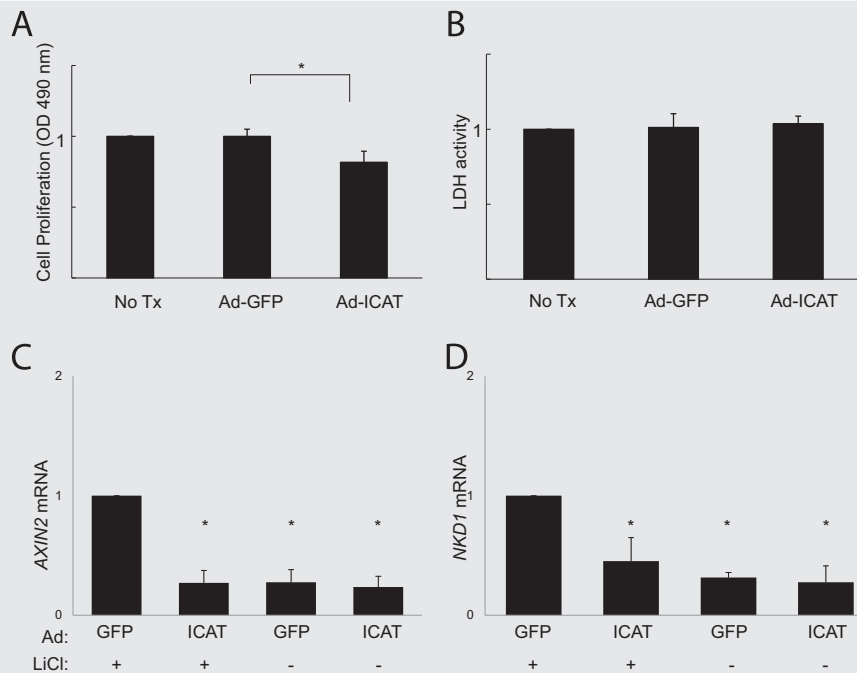 A
Cell Proliferation (OD 490 nm)
1
*
No Tx Ad-GFP Ad-ICAT
B
LDH activity
1
No Tx Ad-GFP Ad-ICAT
C
AXIN2 mRNA
2
1
0
* * *
Ad: GFP ICAT GFP ICAT
LiCl: + + - -
D
NKD1 mRNA
2
1
0
* * *
GFP ICAT GFP ICAT
+ + - -